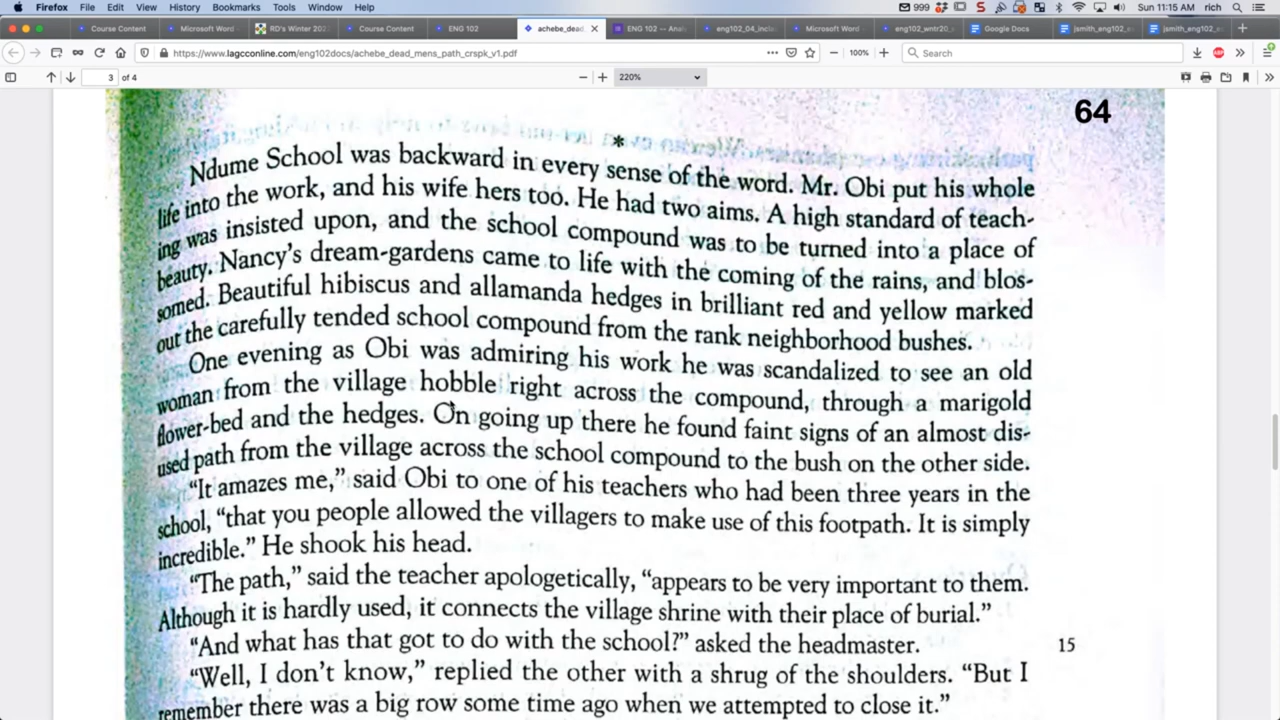 Firefox File Edit View History Bookmarks Tools Window Help 999 Sun 11:15 AM rich
Course Content Microsoft Word RD's Winter 202 Course Content ENG 102 achebe_dead. ENG 102 — Anal eng102_04_incla Microsoft Word eng102_wntr20_ Google Docs jsmith_eng102_e jsmith_eng102_e
https://www.lagcconline.com/eng102docs/achebe_dead_mens_path_crspk_v1.pdf 100% Search
3 of 4 220%
64
*
Ndume School was backward in every sense of the word. Mr. Obi put his whole
life into the work, and his wife hers too. He had two aims. A high standard of teach-
ing was insisted upon, and the school compound was to be turned into a place of
beauty. Nancy's dream-gardens came to life with the coming of the rains, and blos-
somed. Beautiful hibiscus and allamanda hedges in brilliant red and yellow marked
out the carefully tended school compound from the rank neighborhood bushes.
One evening as Obi was admiring his work he was scandalized to see an old
woman from the village hobble right across the compound, through a marigold
flower-bed and the hedges. On going up there he found faint signs of an almost dis-
used path from the village across the school compound to the bush on the other side.
"It amazes me," said Obi to one of his teachers who had been three years in the
school, "that you people allowed the villagers to make use of this footpath. It is simply
incredible." He shook his head.
"The path," said the teacher apologetically, "appears to be very important to them.
Although it is hardly used, it connects the village shrine with their place of burial."
"And what has that got to do with the school?" asked the headmaster. 15
"Well, I don't know," replied the other with a shrug of the shoulders. "But I
remember there was a big row some time ago when we attempted to close it."